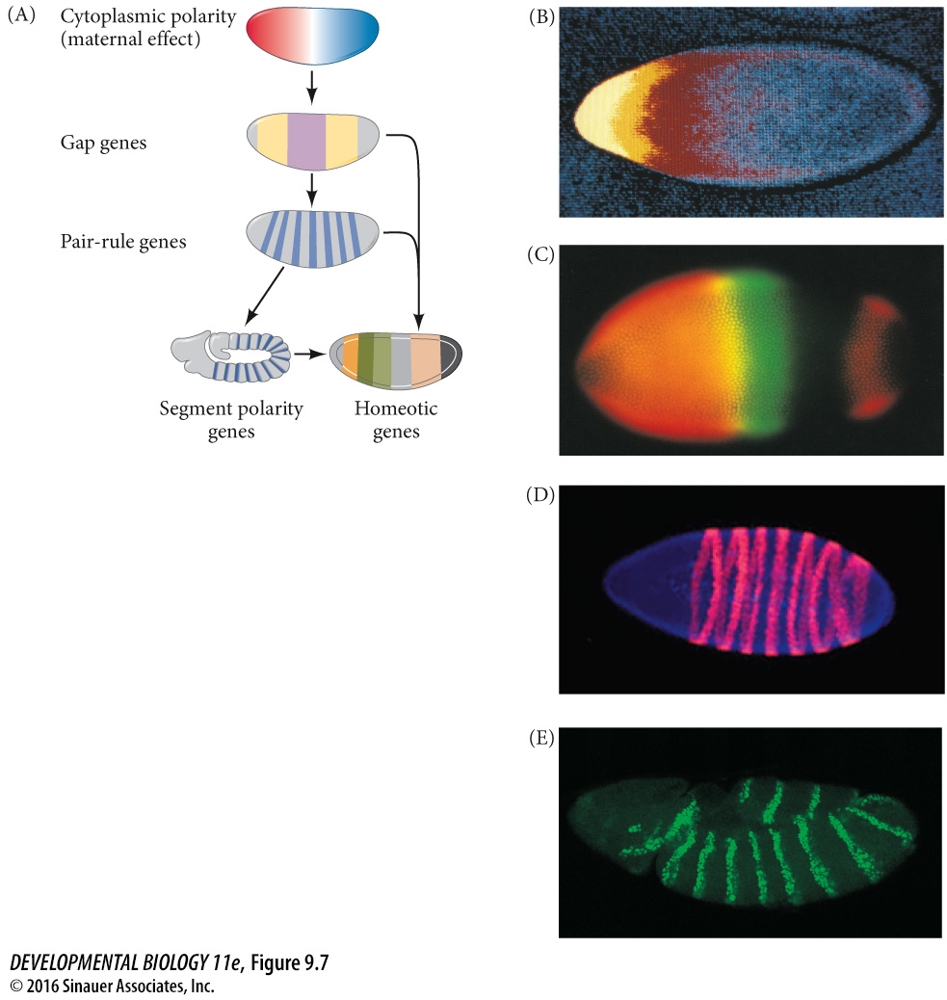 (A)
Cytoplasmic polarity
(maternal effect)
Gap genes
Pair-rule genes
Segment polarity
genes
Homeotic
genes
(B)
(C)
(D)
(E)
DEVELOPMENTAL BIOLOGY 11e, Figure 9.7
© 2016 Sinauer Associates, Inc.